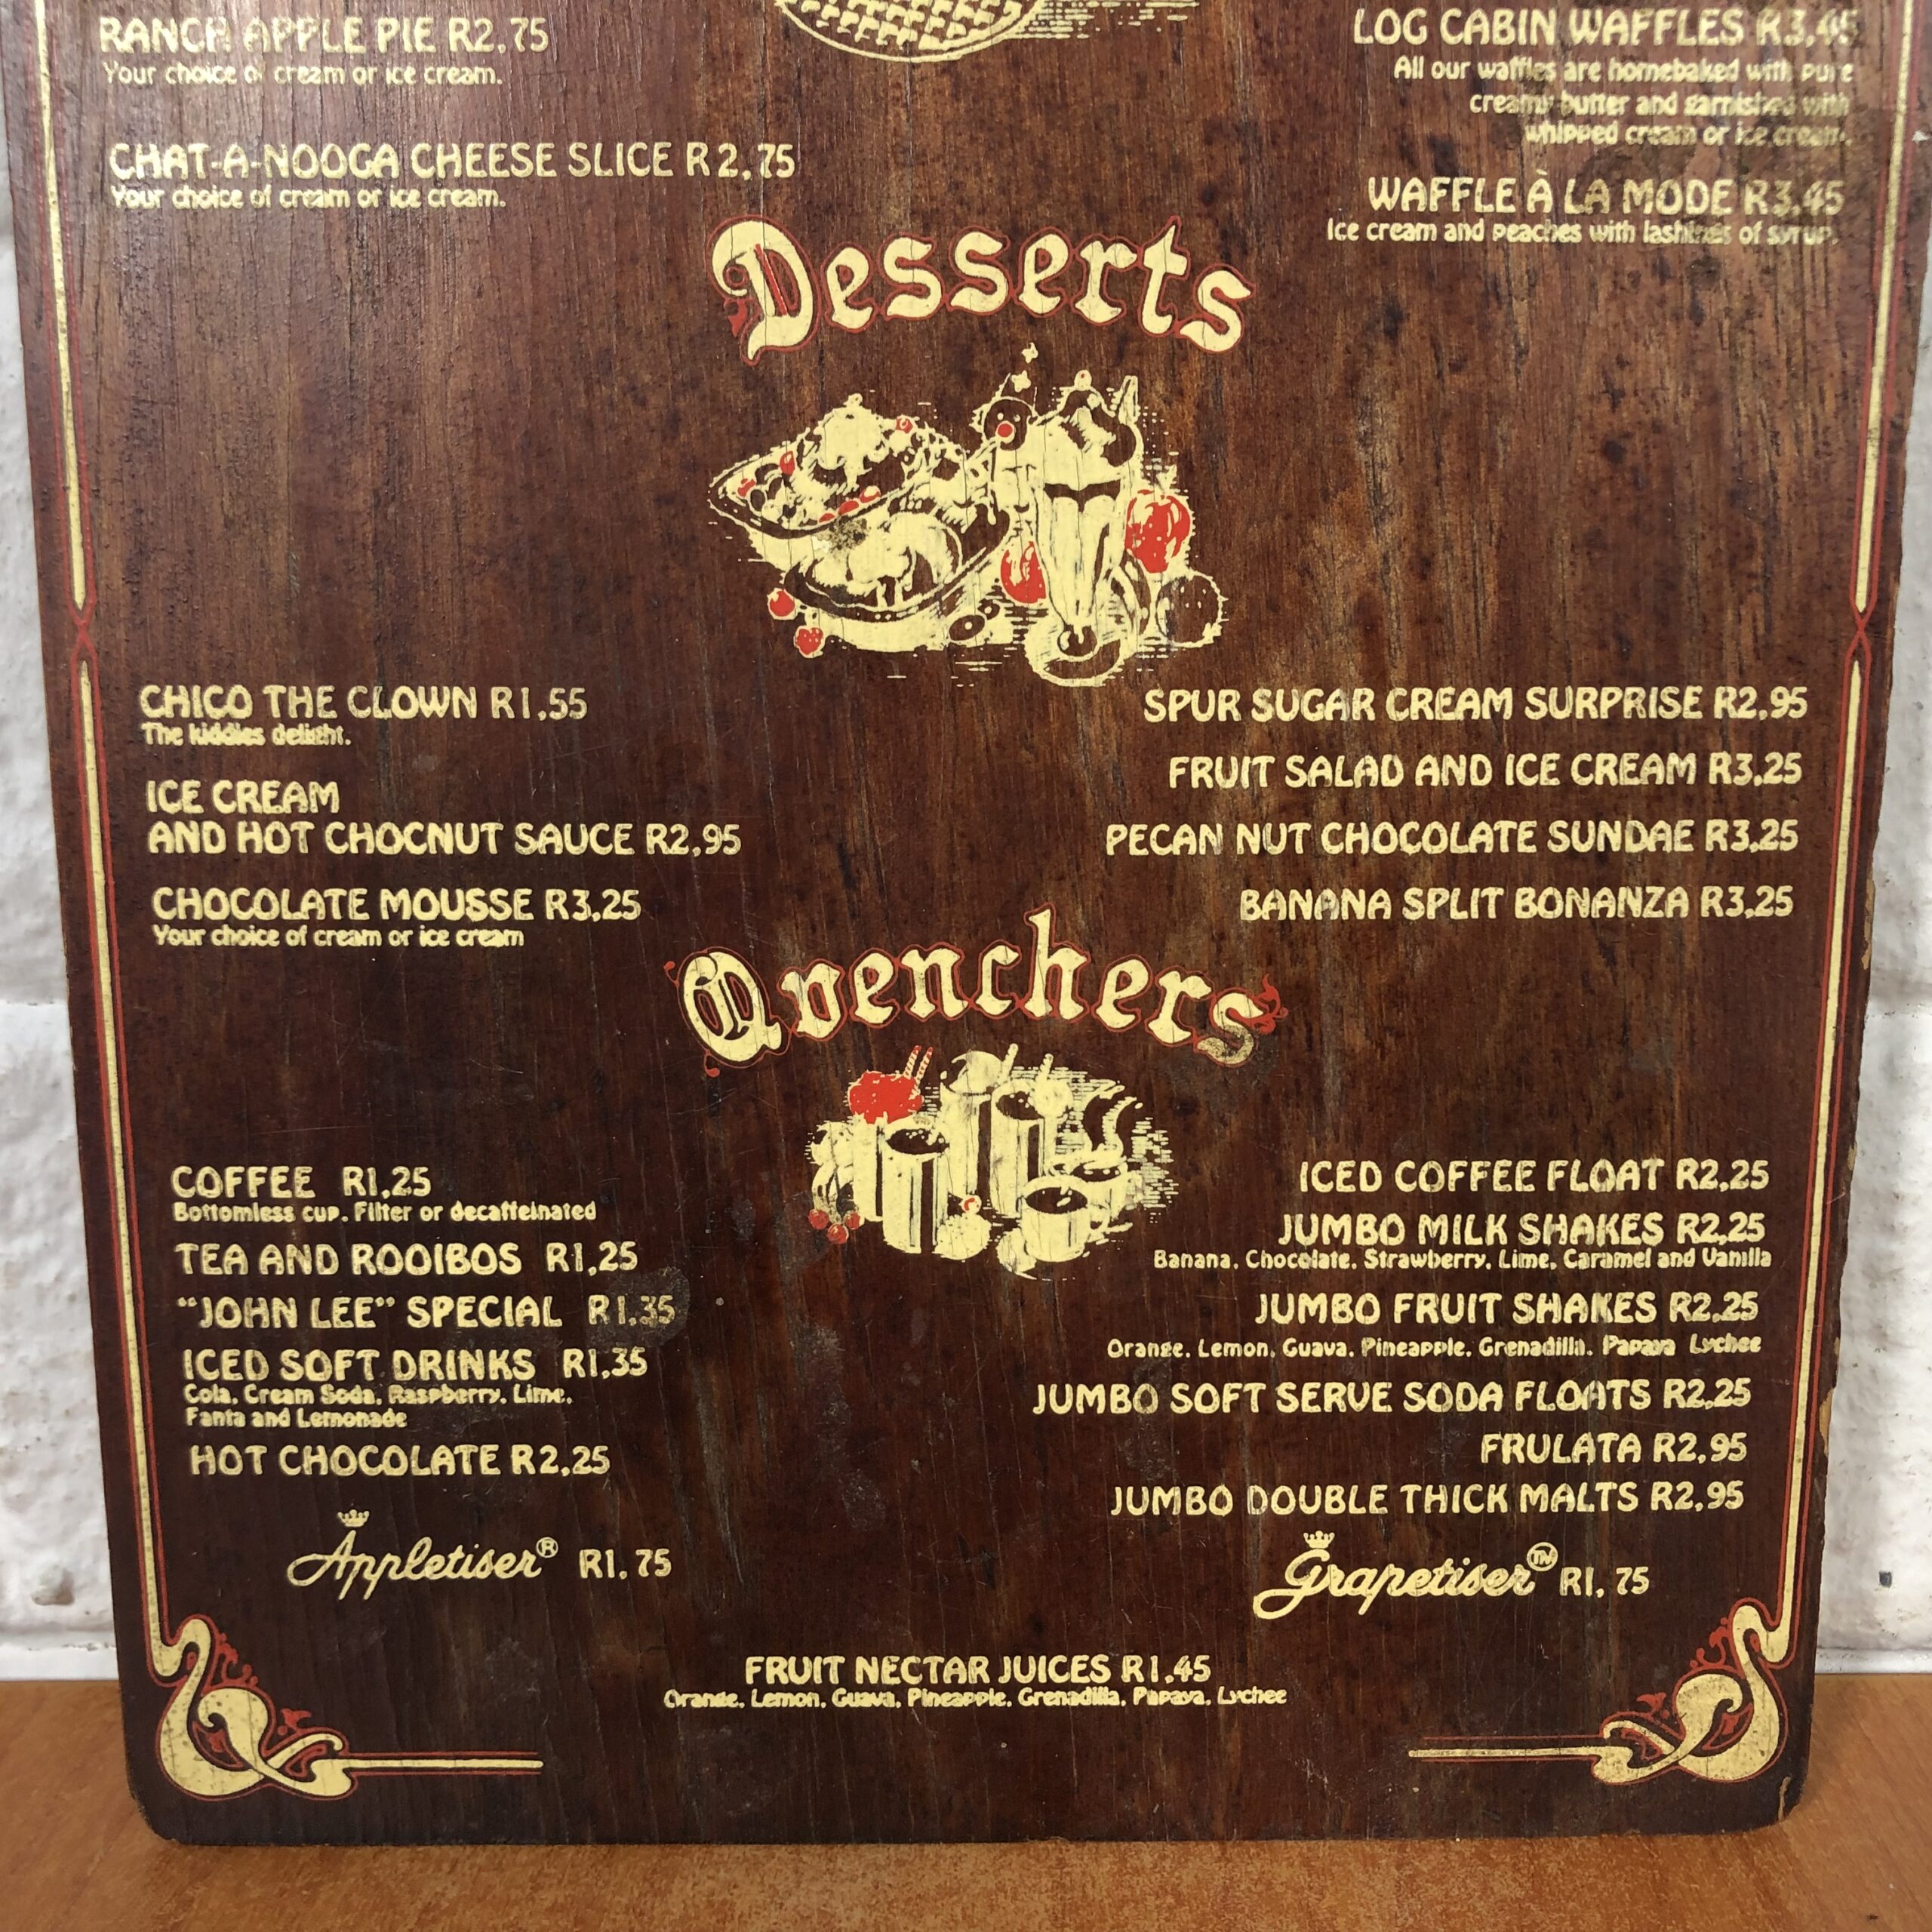 RANCH APPLE PIE R2,75
Your choice of cream or ice cream.
CHAT-A-NOOGA CHEESE SLICE R2,75
Your choice of cream or ice cream.
LOG CABIN WAFFLES R3,45
All our waffles are homebaked with pure
creamy butter and garnished with
whipped cream or ice cream.
WAFFLE À LA MODE R3,45
Ice cream and peaches with lashings of syrup.
Desserts
CHICO THE CLOWN R1,55
The kiddies delight.
ICE CREAM
AND HOT CHOCNUT SAUCE R2,95
CHOCOLATE MOUSSE R3,25
Your choice of cream or ice cream
SPUR SUGAR CREAM SURPRISE R2,95
FRUIT SALAD AND ICE CREAM R3,25
PECAN NUT CHOCOLATE SUNDAE R3,25
BANANA SPLIT BONANZA R3,25
Quenchers
COFFEE R1,25
Bottomless cup. Filter or decaffeinated
TEA AND ROOIBOS R1,25
“JOHN LEE” SPECIAL R1,35
ICED SOFT DRINKS R1,35
Cola, Cream Soda, Raspberry, Lime,
Fanta and Lemonade
HOT CHOCOLATE R2,25
Appletiser® R1,75
ICED COFFEE FLOAT R2,25
JUMBO MILK SHAKES R2,25
Banana, Chocolate, Strawberry, Lime, Caramel and Vanilla
JUMBO FRUIT SHAKES R2,25
Orange, Lemon, Guava, Pineapple, Grenadilla, Papaya Lychee
JUMBO SOFT SERVE SODA FLOATS R2,25
FRULATA R2,95
JUMBO DOUBLE THICK MALTS R2,95
Grapetiser™ R1,75
FRUIT NECTAR JUICES R1,45
Orange, Lemon, Guava, Pineapple, Grenadilla, Papaya, Lychee